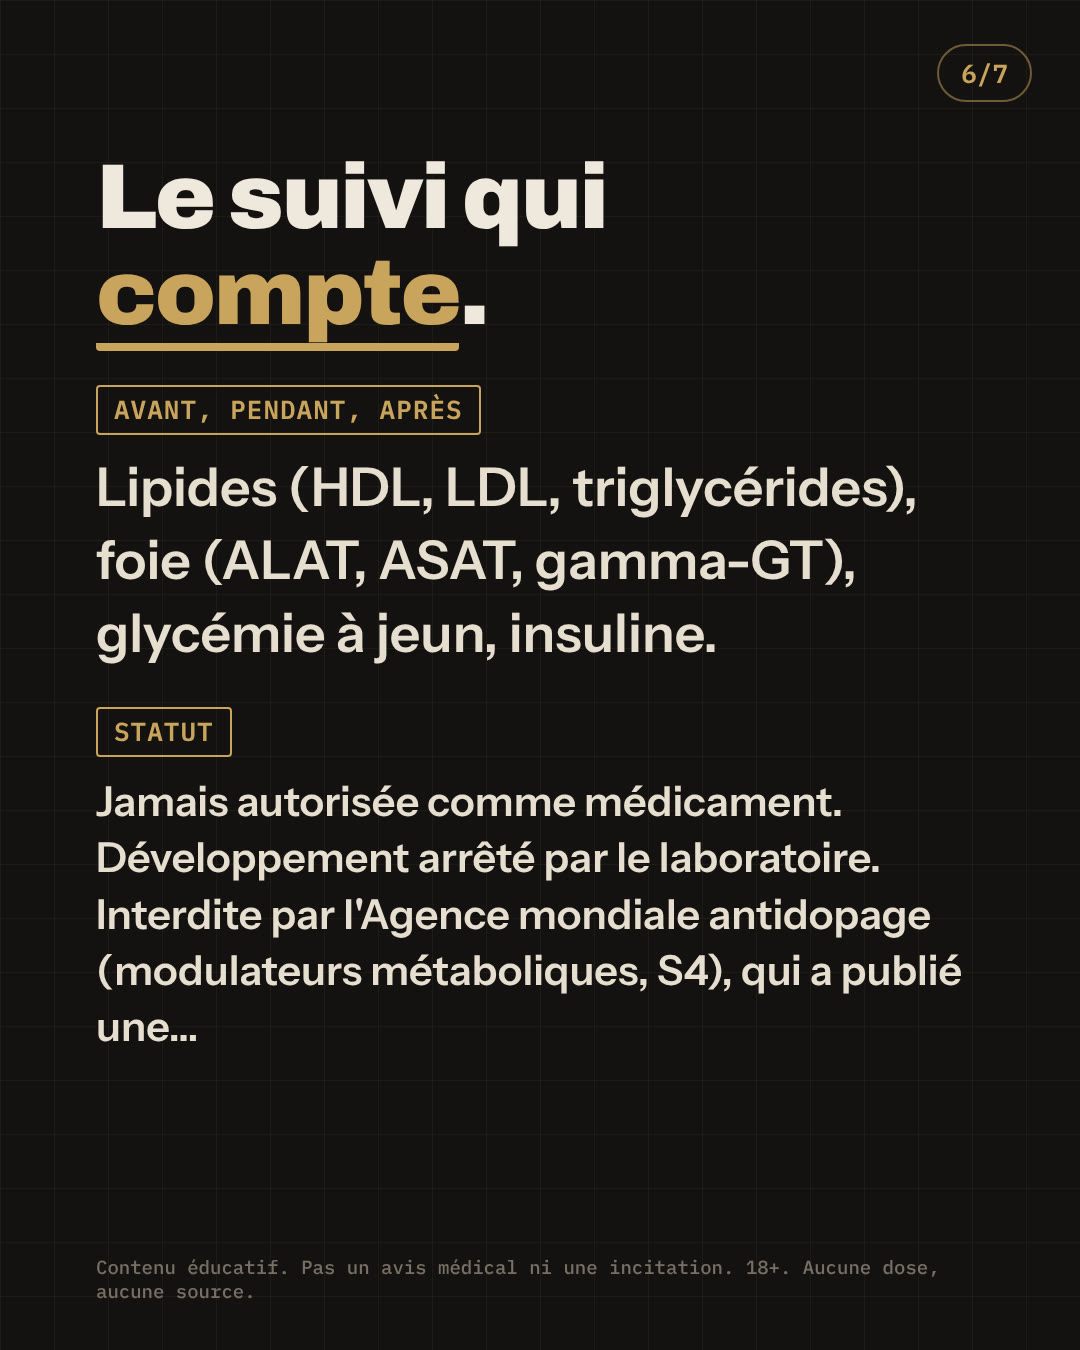 6/7
Le suivi qui
compte.
AVANT, PENDANT, APRÈS
Lipides (HDL, LDL, triglycérides),
foie (ALAT, ASAT, gamma-GT),
glycémie à jeun, insuline.
STATUT
Jamais autorisée comme médicament.
Développement arrêté par le laboratoire.
Interdite par l'Agence mondiale antidopage
(modulateurs métaboliques, S4), qui a publié
une...
Contenu éducatif. Pas un avis médical ni une incitation. 18+. Aucune dose,
aucune source.